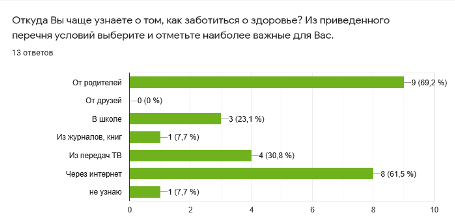 Откуда Вы чаще узнаете о том, как заботиться о здоровье? Из приведенного
перечня условий выберите и отметьте наиболее важные для Вас.
13 ответов
От родителей 9 (69,2 %)
От друзей 0 (0 %)
В школе 3 (23,1 %)
Из журналов, книг 1 (7,7 %)
Из передач ТВ 4 (30,8 %)
Через интернет 8 (61,5 %)
не узнаю 1 (7,7 %)
0 2 4 6 8 10